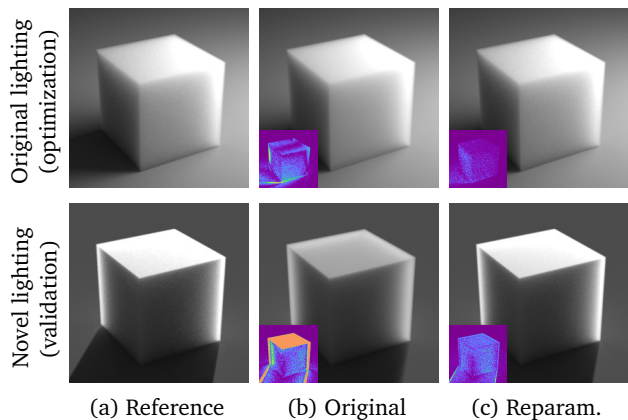 Original lighting
(optimization)
Novel lighting
(validation)
(a) Reference
(b) Original
(c) Reparam.